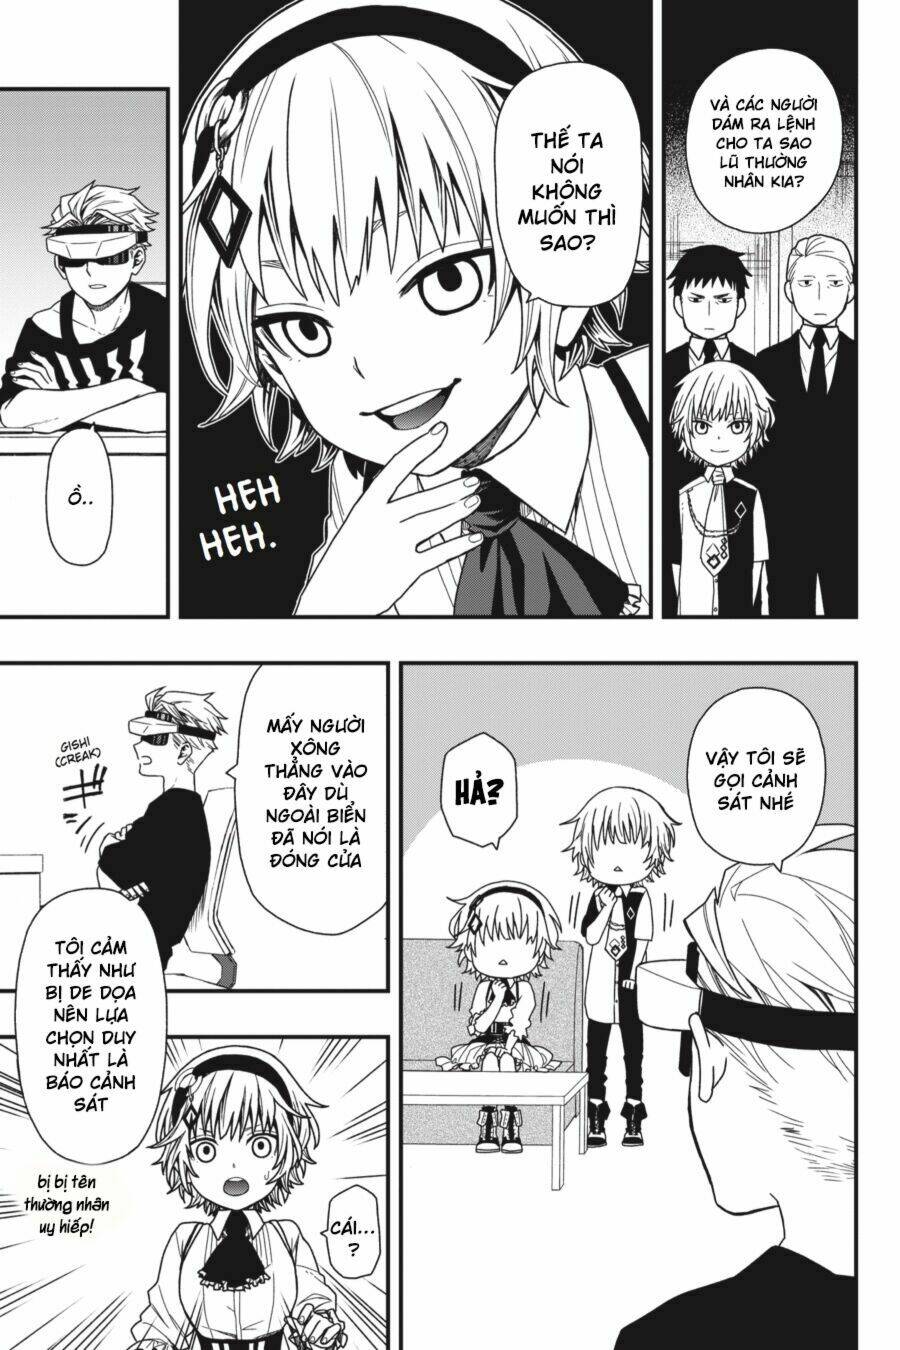 VÀ CÁC NGƯỜI
DÁM RA LỆNH
CHO TA SAO
LŨ THƯỜNG
NHÂN KIA?
THẾ TA
NÓI
KHÔNG
MUỐN THÌ
SAO?
HEH
HEH.
Ồ..
VẬY TÔI SẼ
GỌI CẢNH
SÁT NHÉ
HẢ?
MẤY NGƯỜI
XÔNG
THẲNG VÀO
ĐÂY DÙ
NGOÀI BIỂN
ĐÃ NÓI LÀ
ĐÓNG CỬA
GISHI
(CREAK)
TÔI CẢM
THẤY NHƯ
BỊ ĐE DỌA
NÊN LỰA
CHỌN DUY
NHẤT LÀ
BÁO CẢNH
SÁT
CÁI...
?
bị bị tên
thường nhân
uy hiếp!